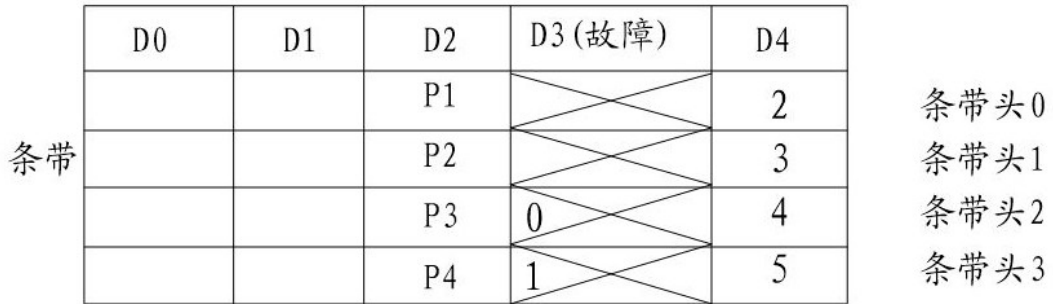 D0 D1 D2 D3(故障) D4
P1 2 条带头0
条带 P2 3 条带头1
P3 0 4 条带头2
P4 1 5 条带头3